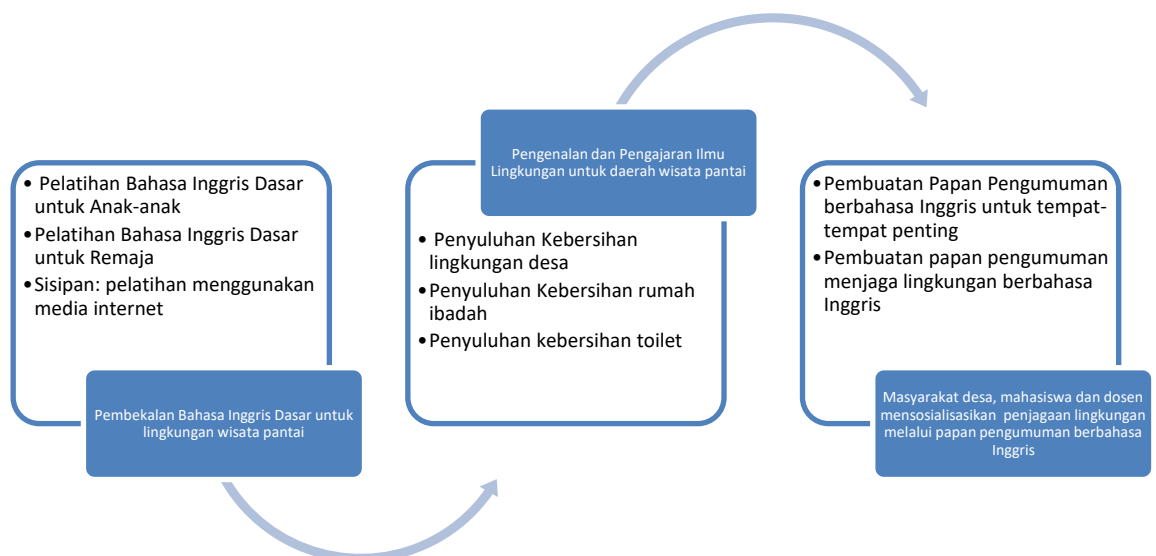 • Pelatihan Bahasa Inggris Dasar
untuk Anak-anak
•Pelatihan Bahasa Inggris Dasar
untuk Remaja
•Sisipan: pelatihan menggunakan
media internet
Pembekalan Bahasa Inggris Dasar untuk
lingkungan wisata pantai
Pengenalan dan Pengajaran Ilmu
Lingkungan untuk daerah wisata pantai
• Penyuluhan Kebersihan
lingkungan desa
•Penyuluhan Kebersihan rumah
ibadah
•Penyuluhan kebersihan toilet
•Pembuatan Papan Pengumuman
berbahasa Inggris untuk tempat-
tempat penting
•Pembuatan papan pengumuman
menjaga lingkungan berbahasa
Inggris
Masyarakat desa, mahasiswa dan dosen
mensosialisasikan penjagaan lingkungan
melalui papan pengumuman berbahasa
Inggris